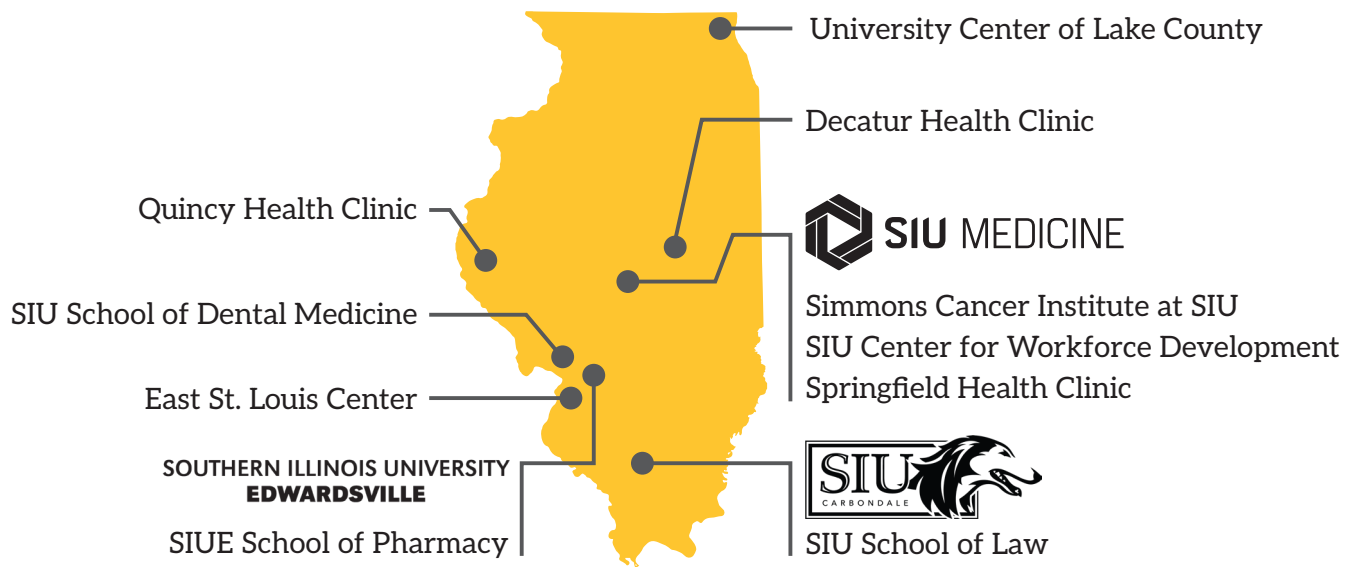 University Center of Lake County
Decatur Health Clinic
Quincy Health Clinic
SIU MEDICINE
Simmons Cancer Institute at SIU
SIU Center for Workforce Development
Springfield Health Clinic
SIU School of Dental Medicine
East St. Louis Center
SOUTHERN ILLINOIS UNIVERSITY
EDWARDSVILLE
SIUE School of Pharmacy
SIU
CARBONDALE
SIU School of Law